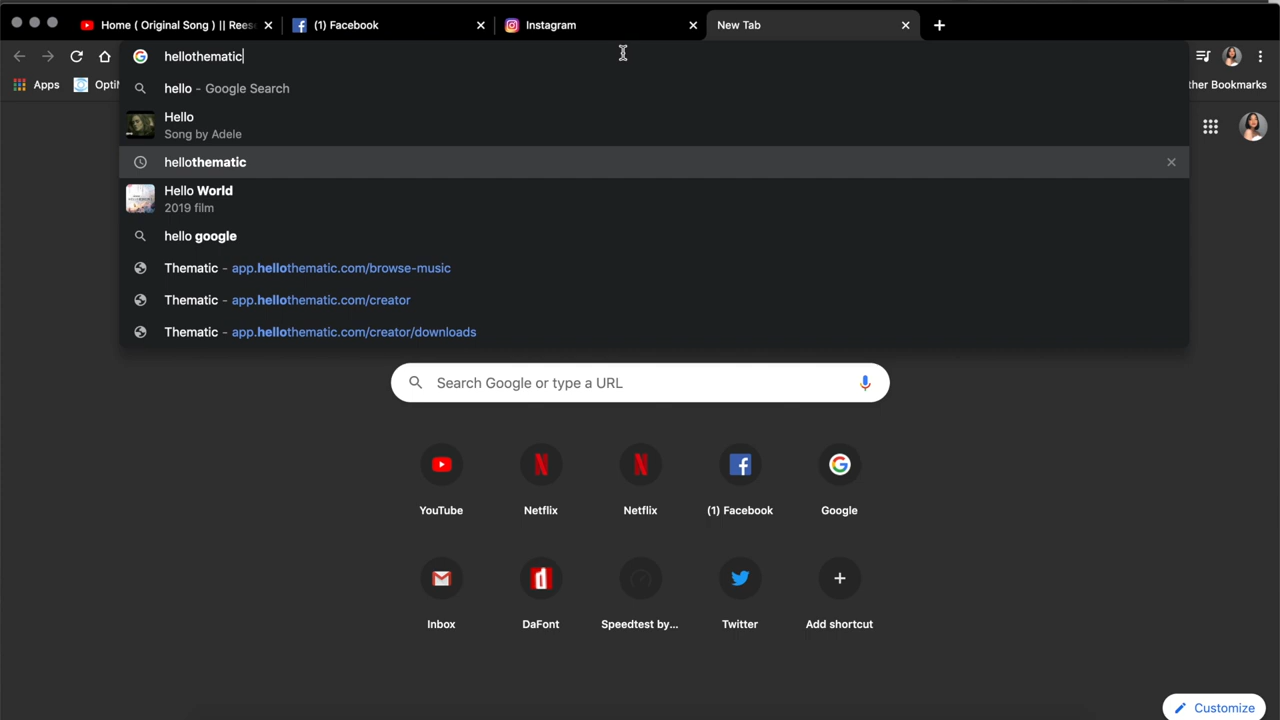 Home ( Original Song ) || Reese
(1) Facebook
Instagram
New Tab
hellothematic
Apps
ther Bookmarks
hello - Google Search
Hello
Song by Adele
hellothematic
Hello World
2019 film
hello google
Thematic - app.hellothematic.com/browse-music
Thematic - app.hellothematic.com/creator
Thematic - app.hellothematic.com/creator/downloads
Search Google or type a URL
YouTube
Netflix
Netflix
(1) Facebook
Google
Inbox
DaFont
Speedtest by...
Twitter
Add shortcut
Customize